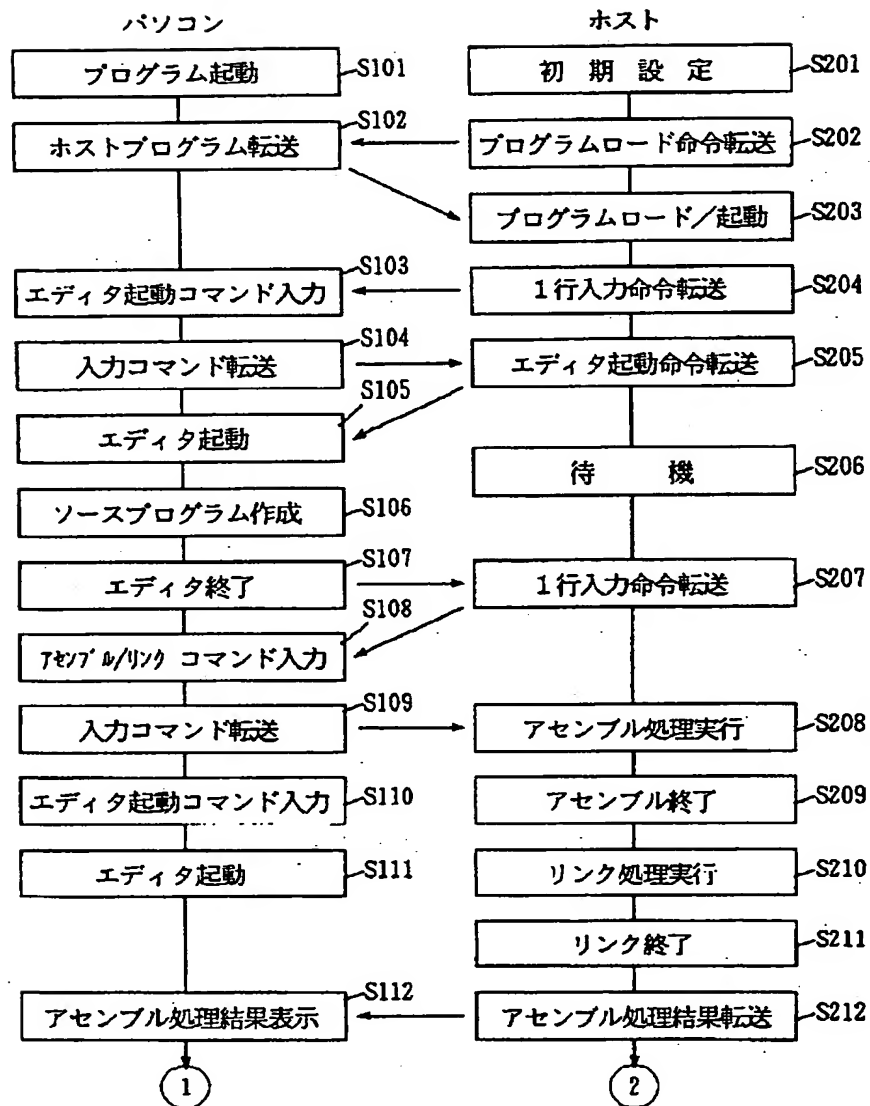 パソコン
ホスト
プログラム起動
S101
初期設定
S201
ホストプログラム転送
S102
プログラムロード命令転送
S202
プログラムロード/起動
S203
エディタ起動コマンド入力
S103
1行入力命令転送
S204
入力コマンド転送
S104
エディタ起動命令転送
S205
エディタ起動
S105
待機
S206
ソースプログラム作成
S106
エディタ終了
S107
1行入力命令転送
S207
アセンブル/リンク コマンド入力
S108
入力コマンド転送
S109
アセンブル処理実行
S208
エディタ起動コマンド入力
S110
アセンブル終了
S209
エディタ起動
S111
リンク処理実行
S210
リンク終了
S211
アセンブル処理結果表示
S112
アセンブル処理結果転送
S212
1
2